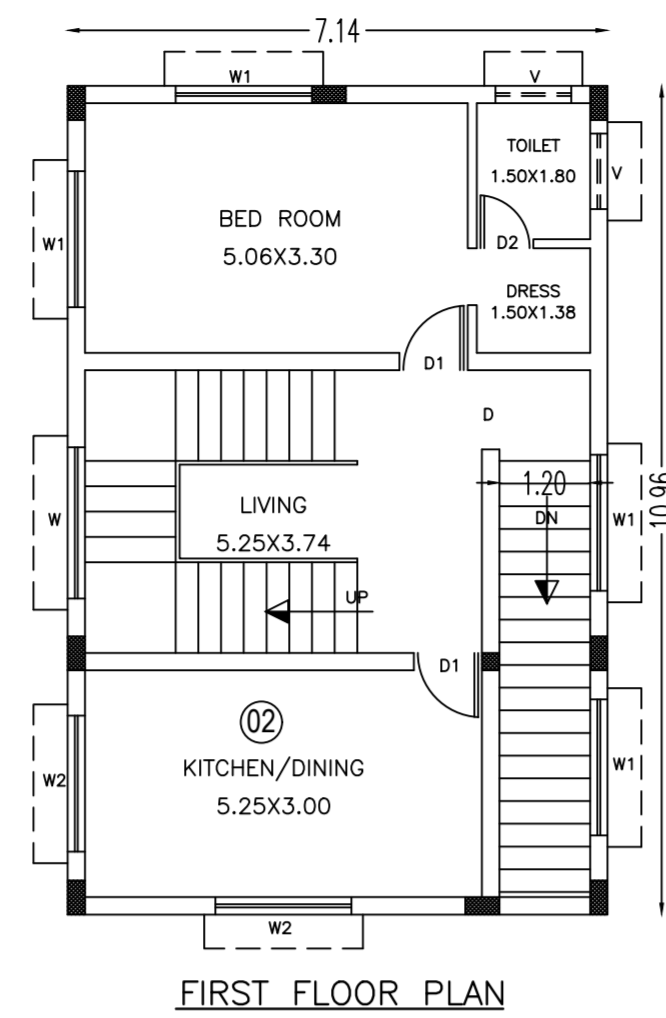 7.14
W1
V
TOILET
1.50X1.80
V
W1
BED ROOM
5.06X3.30
D2
DRESS
1.50X1.38
D1
D
10.96
1.20
LIVING
5.25X3.74
W
DN
W1
UP
D1
02
KITCHEN/DINING
5.25X3.00
W2
W1
W2
FIRST FLOOR PLAN